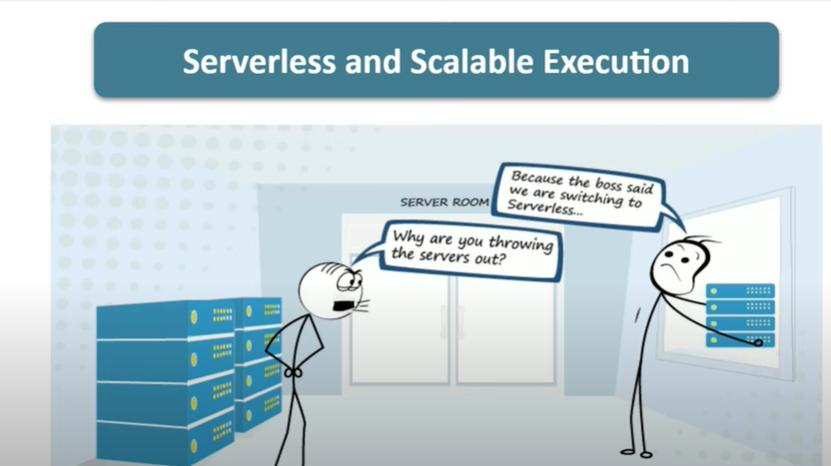 Serverless and Scalable Execution
SERVER ROOM
Because the boss said
we are switching to
Serverless...
Why are you throwing
the servers out?